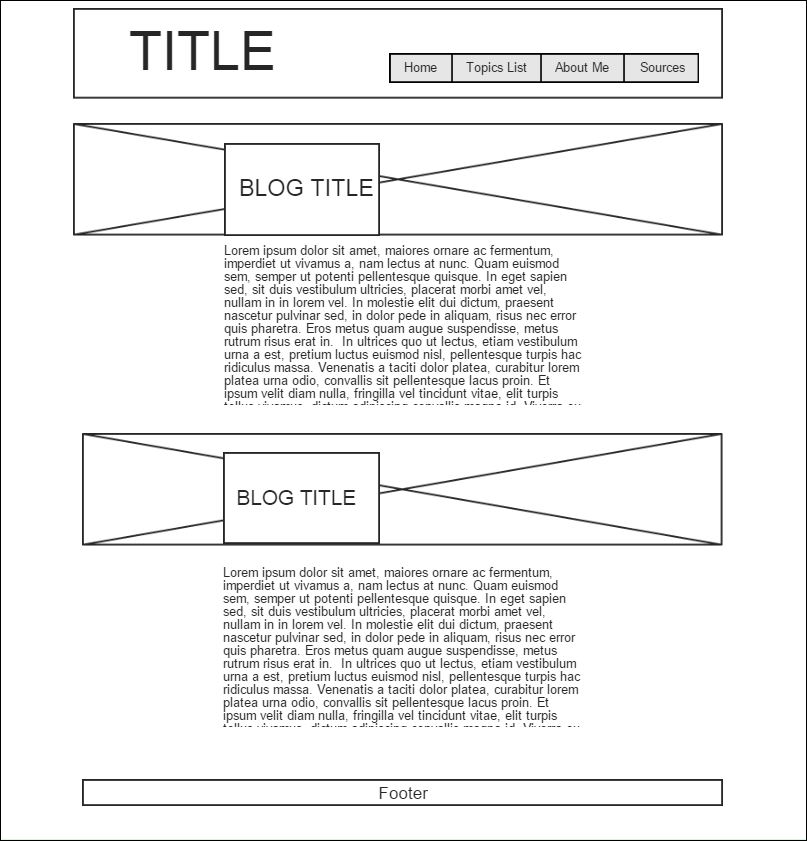 TITLE
Home Topics List About Me Sources
BLOG TITLE
Lorem ipsum dolor sit amet, maiores ornare ac fermentum,
imperdiet ut vivamus a, nam lectus at nunc. Quam euismod
sem, semper ut potenti pellentesque quisque. In eget sapien
sed, sit duis vestibulum ultricies, placerat morbi amet vel,
nullam in in lorem vel. In molestie elit dui dictum, praesent
nascetur pulvinar sed, in dolor pede in aliquam, risus nec error
quis pharetra. Eros metus quam augue suspendisse, metus
rutrum risus erat in.  In ultrices quo ut lectus, etiam vestibulum
urna a est, pretium luctus euismod nisl, pellentesque turpis hac
ridiculus massa. Venenatis a taciti dolor platea, curabitur lorem
platea urna odio, convallis sit pellentesque lacus proin. Et
ipsum velit diam nulla, fringilla vel tincidunt vitae, elit turpis
BLOG TITLE
Lorem ipsum dolor sit amet, maiores ornare ac fermentum,
imperdiet ut vivamus a, nam lectus at nunc. Quam euismod
sem, semper ut potenti pellentesque quisque. In eget sapien
sed, sit duis vestibulum ultricies, placerat morbi amet vel,
nullam in in lorem vel. In molestie elit dui dictum, praesent
nascetur pulvinar sed, in dolor pede in aliquam, risus nec error
quis pharetra. Eros metus quam augue suspendisse, metus
rutrum risus erat in.  In ultrices quo ut lectus, etiam vestibulum
urna a est, pretium luctus euismod nisl, pellentesque turpis hac
ridiculus massa. Venenatis a taciti dolor platea, curabitur lorem
platea urna odio, convallis sit pellentesque lacus proin. Et
ipsum velit diam nulla, fringilla vel tincidunt vitae, elit turpis
Footer